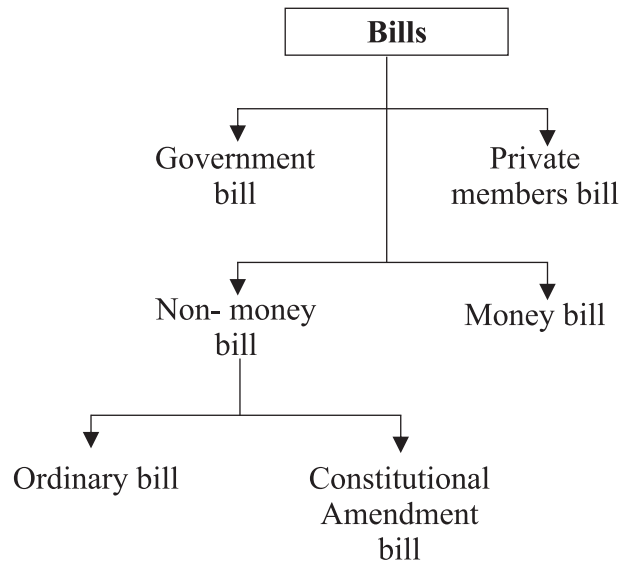 Bills
Government
bill
Private
members bill
Non- money
bill
Money bill
Ordinary bill
Constitutional
Amendment
bill